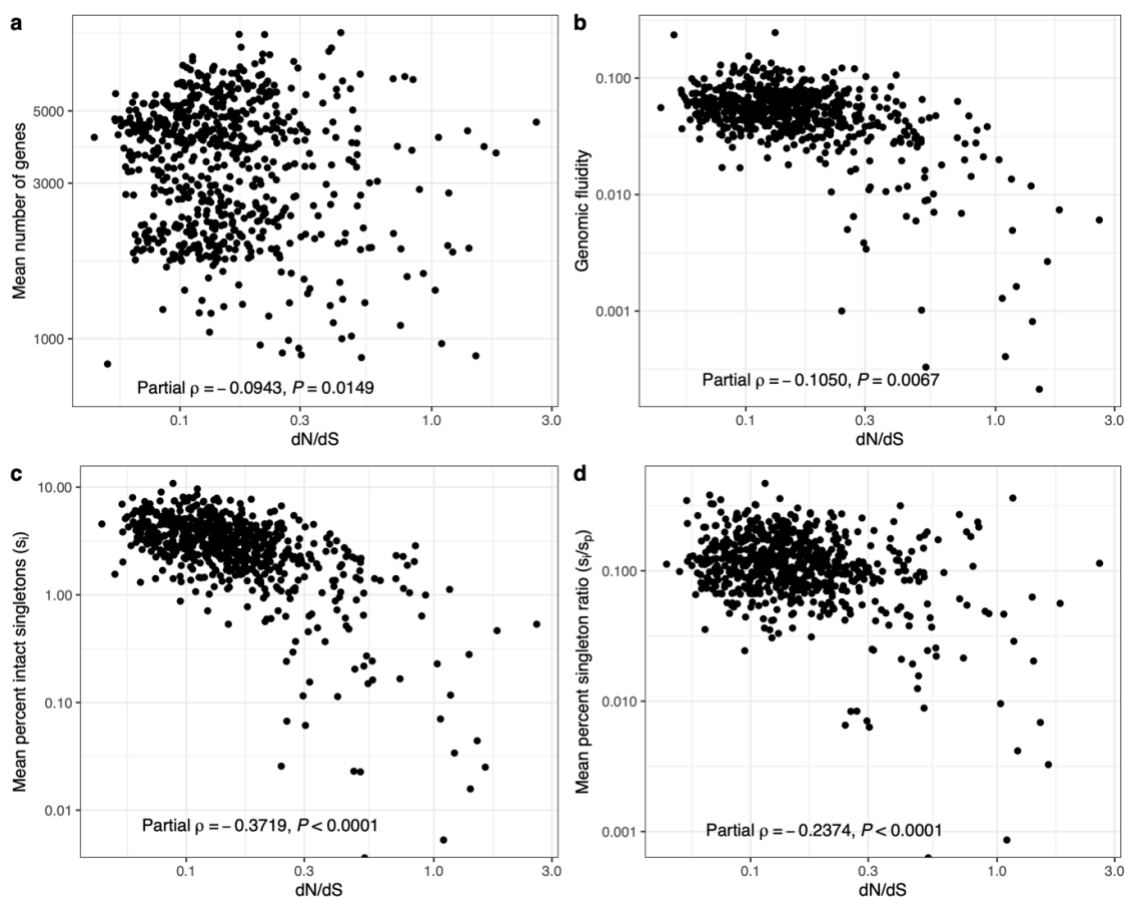 a
Mean number of genes
5000
3000
1000
Partial ρ = − 0.0943, P = 0.0149
0.1 0.3 1.0 3.0
dN/dS
b
Genomic fluidity
0.100
0.010
0.001
Partial ρ = − 0.1050, P = 0.0067
0.1 0.3 1.0 3.0
dN/dS
c
Mean percent intact singletons (si)
10.00
1.00
0.10
0.01
Partial ρ = − 0.3719, P < 0.0001
0.1 0.3 1.0 3.0
dN/dS
d
Mean percent singleton ratio (si/sp)
0.100
0.010
0.001
Partial ρ = − 0.2374, P < 0.0001
0.1 0.3 1.0 3.0
dN/dS